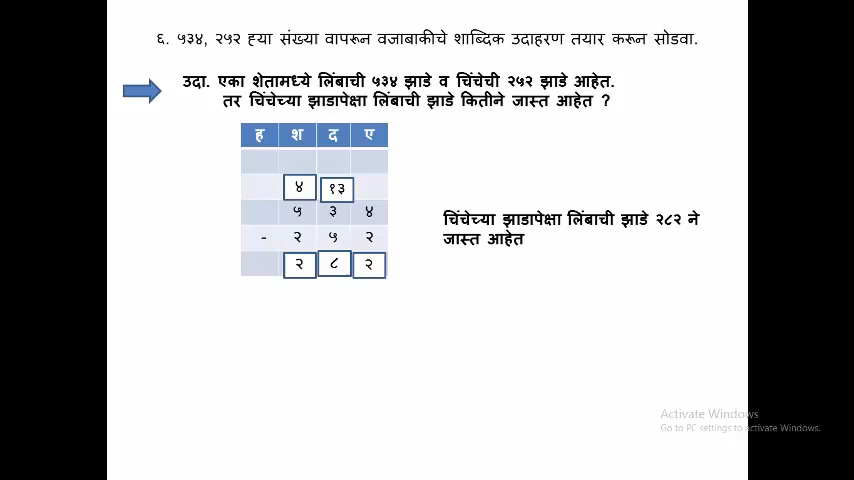 ६. ५३४, २५२ ह्या संख्या वापरून वजाबाकीचे शाब्दिक उदाहरण तयार करून सोडवा.
उदा. एका शेतामध्ये लिंबाची ५३४ झाडे व चिंचेची २५२ झाडे आहेत.
तर चिंचेच्या झाडापेक्षा लिंबाची झाडे कितीने जास्त आहेत ?
ह श द ए
४ १३
५ ३ ४
- २ ५ २
२ ८ २
चिंचेच्या झाडापेक्षा लिंबाची झाडे २८२ ने
जास्त आहेत
Activate Windows
Go to PC settings to activate Windows.